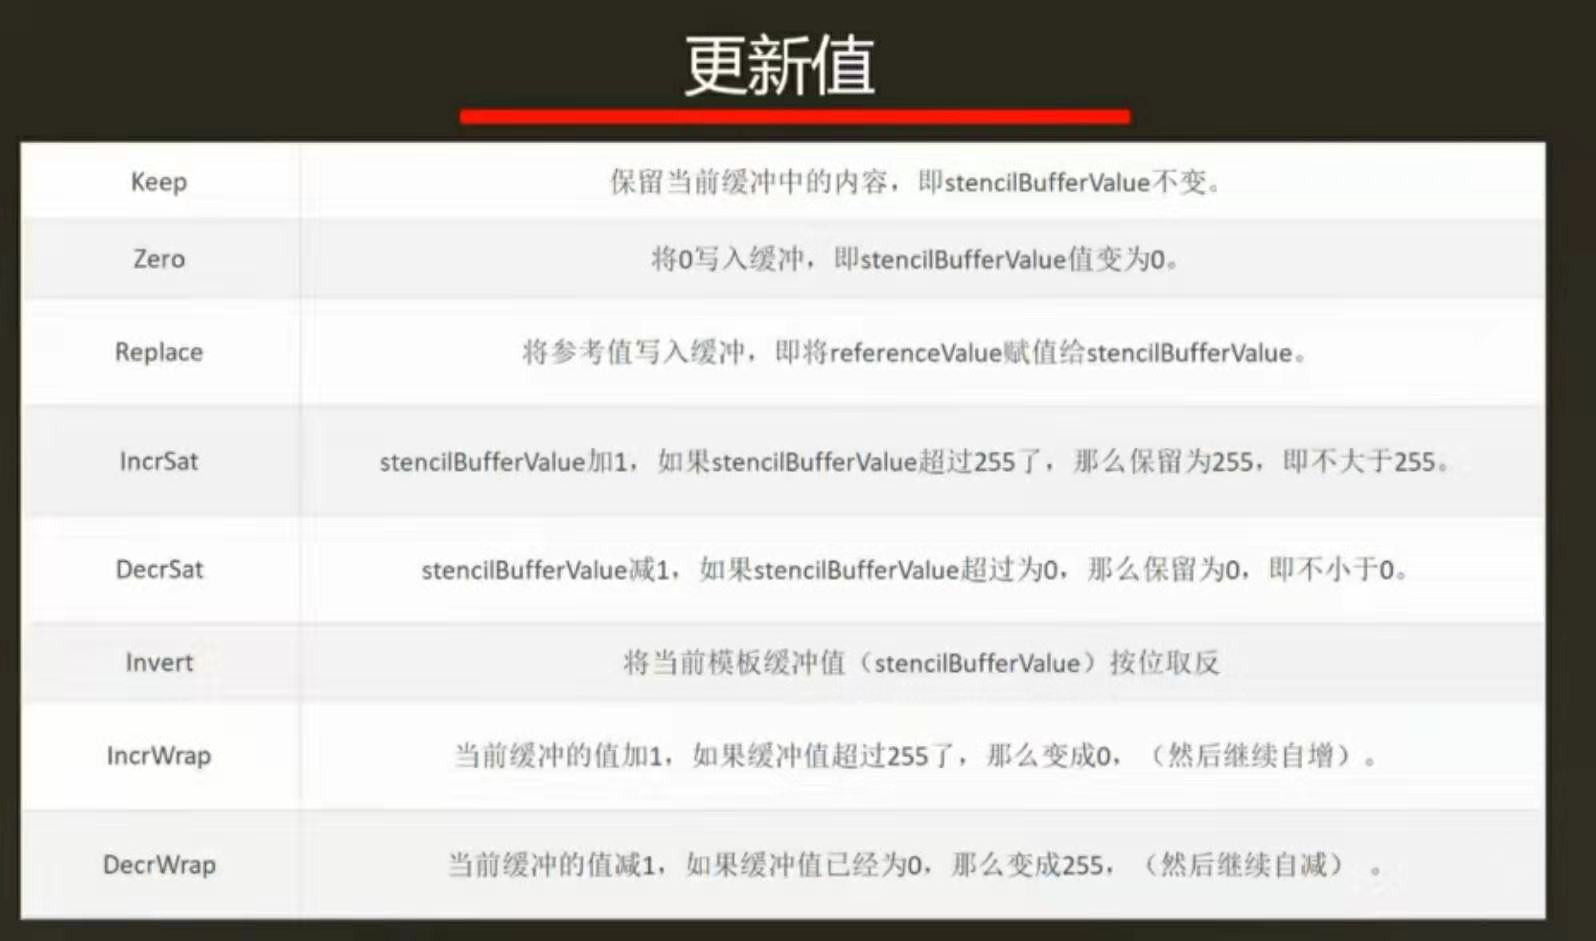 更新值
Keep 保留当前缓冲中的内容，即stencilBufferValue不变。
Zero 将0写入缓冲，即stencilBufferValue值变为0。
Replace 将参考值写入缓冲，即将referenceValue赋值给stencilBufferValue。
IncrSat stencilBufferValue加1，如果stencilBufferValue超过255了，那么保留为255，即不大于255。
DecrSat stencilBufferValue减1，如果stencilBufferValue超过为0，那么保留为0，即不小于0。
Invert 将当前模板缓冲值（stencilBufferValue）按位取反
IncrWrap 当前缓冲的值加1，如果缓冲值超过255了，那么变成0，（然后继续自增）。
DecrWrap 当前缓冲的值减1，如果缓冲值已经为0，那么变成255，（然后继续自减） 。